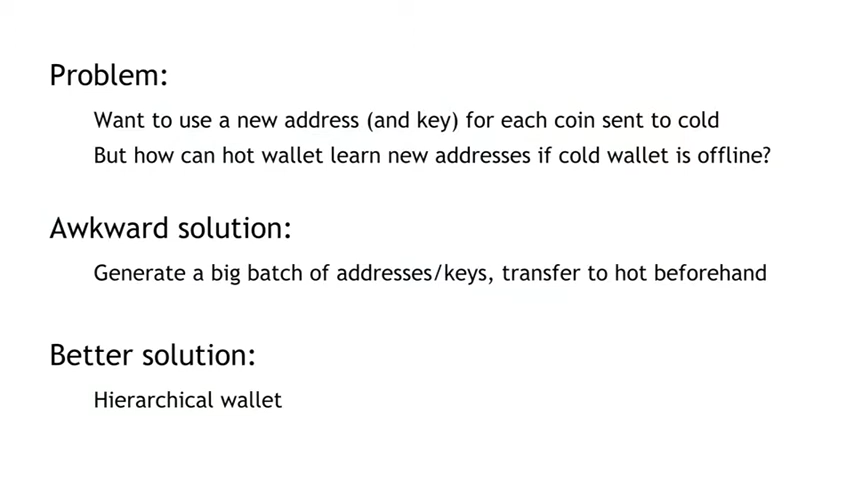 Problem:
Want to use a new address (and key) for each coin sent to cold
But how can hot wallet learn new addresses if cold wallet is offline?
Awkward solution:
Generate a big batch of addresses/keys, transfer to hot beforehand
Better solution:
Hierarchical wallet